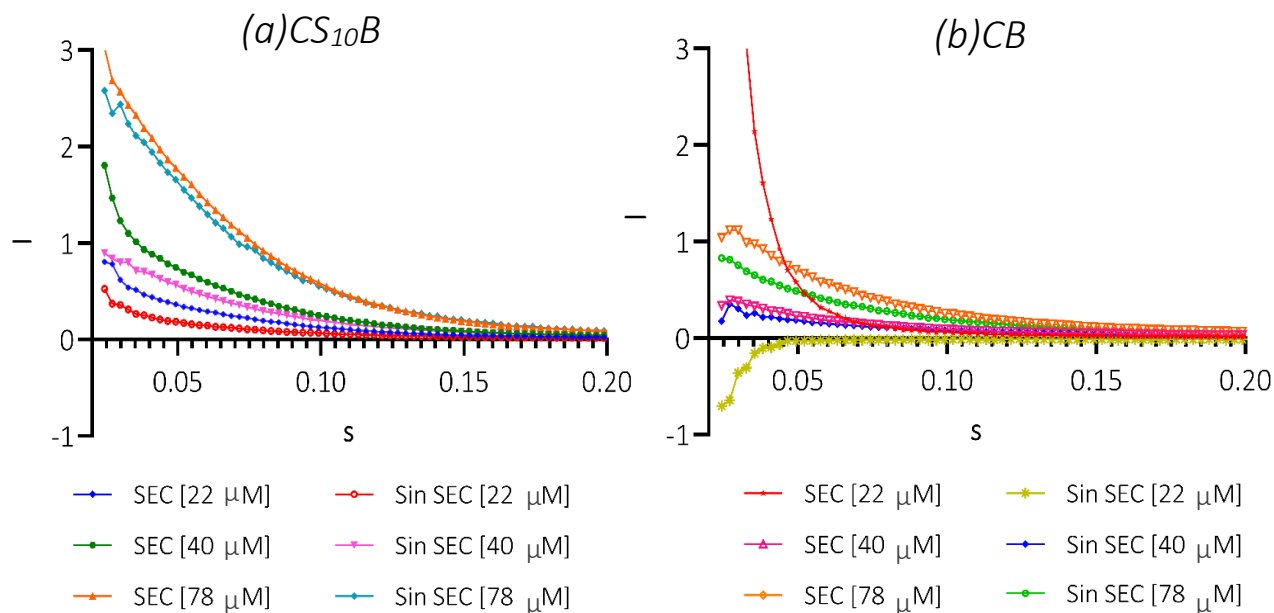 (a)CS₁₀B
3
2
1
0
-1
I
0.05
0.10
0.15
0.20
s
SEC [22 μM]
Sin SEC [22 μM]
SEC [40 μM]
Sin SEC [40 μM]
SEC [78 μM]
Sin SEC [78 μM]
(b)CB
3
2
1
0
-1
I
0.05
0.10
0.15
0.20
s
SEC [22 μM]
Sin SEC [22 μM]
SEC [40 μM]
Sin SEC [40 μM]
SEC [78 μM]
Sin SEC [78 μM]